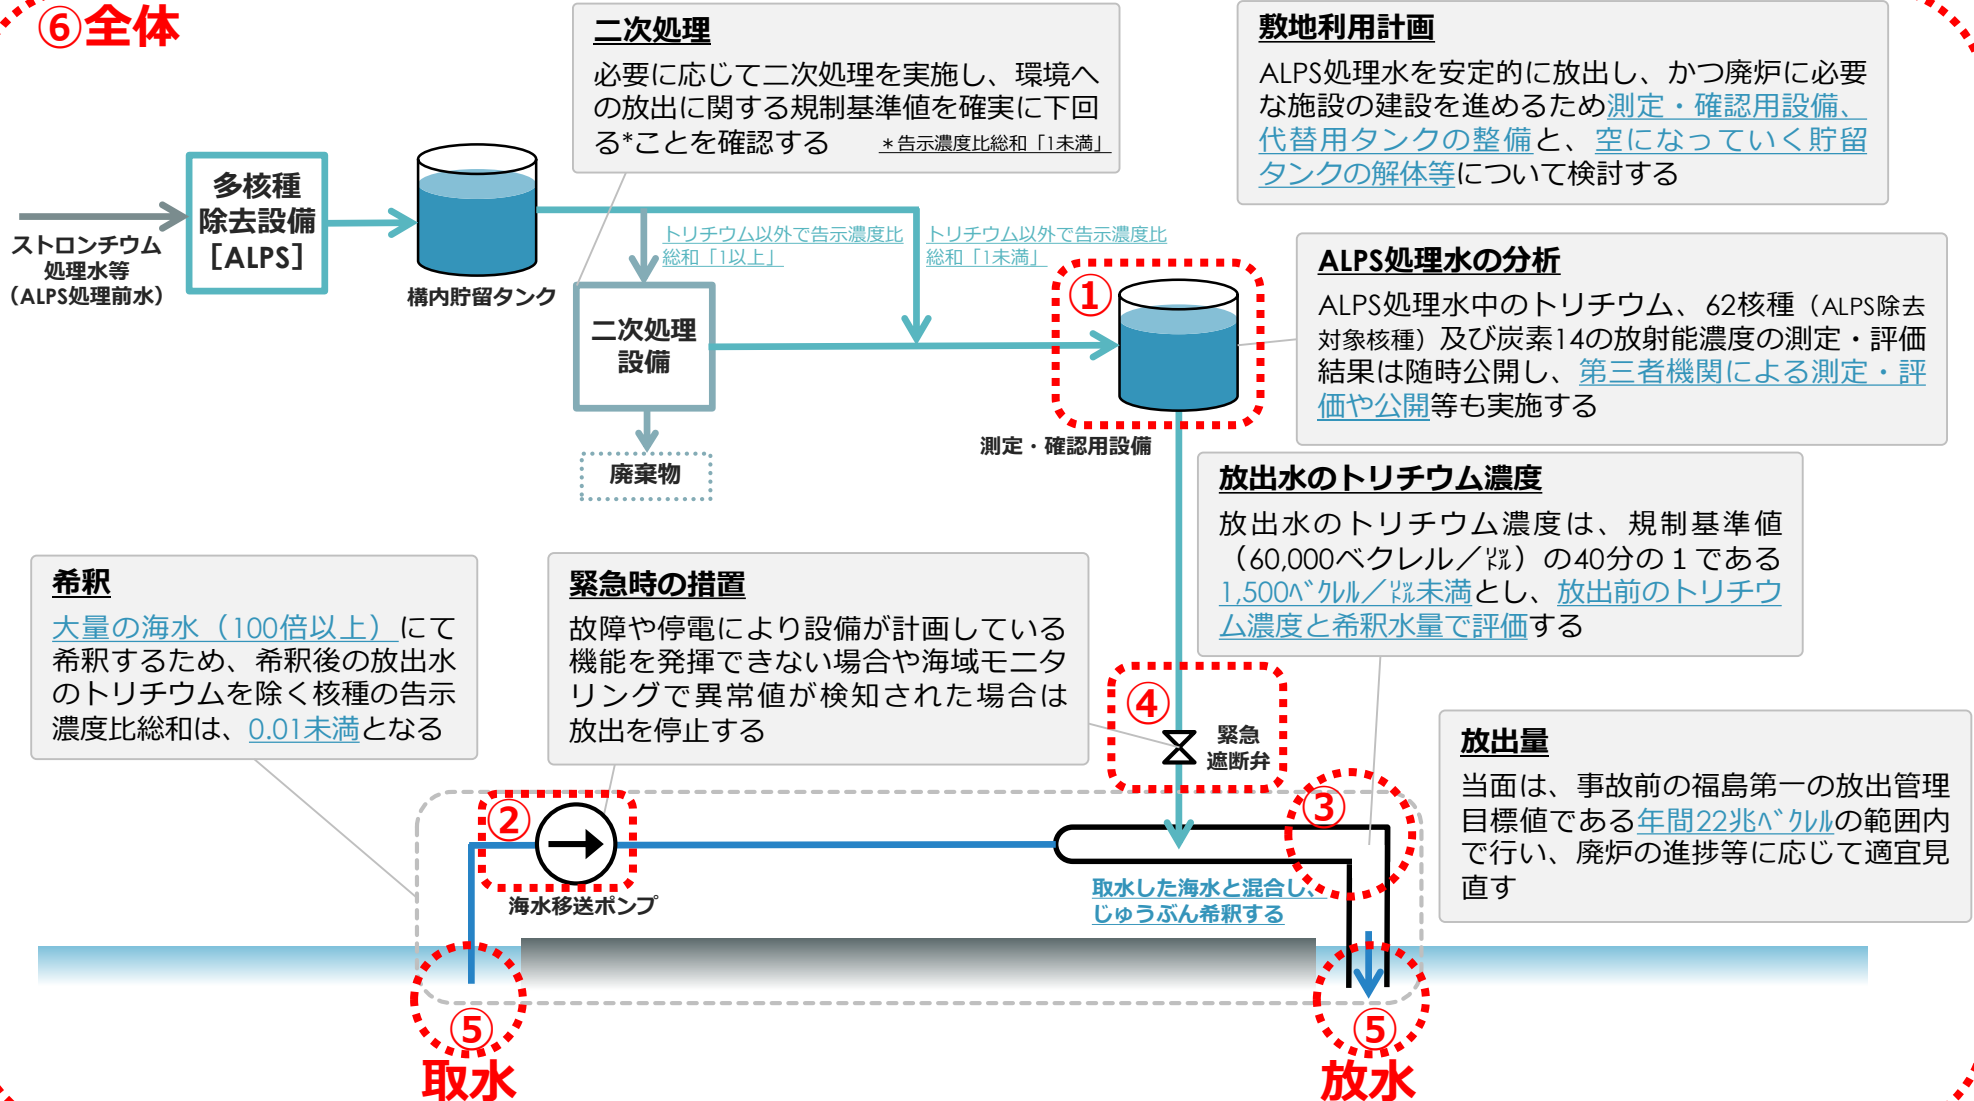 ⑥全体
二次処理
必要に応じて二次処理を実施し、環境へ
の放出に関する規制基準値を確実に下回
る*ことを確認する　＊告示濃度比総和「1未満」
敷地利用計画
ALPS処理水を安定的に放出し、かつ廃炉に必要
な施設の建設を進めるため測定・確認用設備、
代替用タンクの整備と、空になっていく貯留
タンクの解体等について検討する
ストロンチウム
処理水等
（ALPS処理前水）
多核種
除去設備
［ALPS］
構内貯留タンク
トリチウム以外で告示濃度比
総和「1以上」
トリチウム以外で告示濃度比
総和「1未満」
二次処理
設備
廃棄物
①
測定・確認用設備
ALPS処理水の分析
ALPS処理水中のトリチウム、62核種（ALPS除去
対象核種）及び炭素14の放射能濃度の測定・評価
結果は随時公開し、第三者機関による測定・評
価や公開等も実施する
放出水のトリチウム濃度
放出水のトリチウム濃度は、規制基準値
（60,000ベクレル／㍑）の40分の１である
1,500ﾍﾞｸﾚﾙ／㍑未満とし、放出前のトリチウ
ム濃度と希釈水量で評価する
希釈
大量の海水（100倍以上）にて
希釈するため、希釈後の放出水
のトリチウムを除く核種の告示
濃度比総和は、0.01未満となる
緊急時の措置
故障や停電により設備が計画している
機能を発揮できない場合や海域モニタ
リングで異常値が検知された場合は
放出を停止する
④
緊急
遮断弁
放出量
当面は、事故前の福島第一の放出管理
目標値である年間22兆ﾍﾞｸﾚﾙの範囲内
で行い、廃炉の進捗等に応じて適宜見
直す
②
海水移送ポンプ
③
取水した海水と混合し、
じゅうぶん希釈する
⑤
取水
⑤
放水